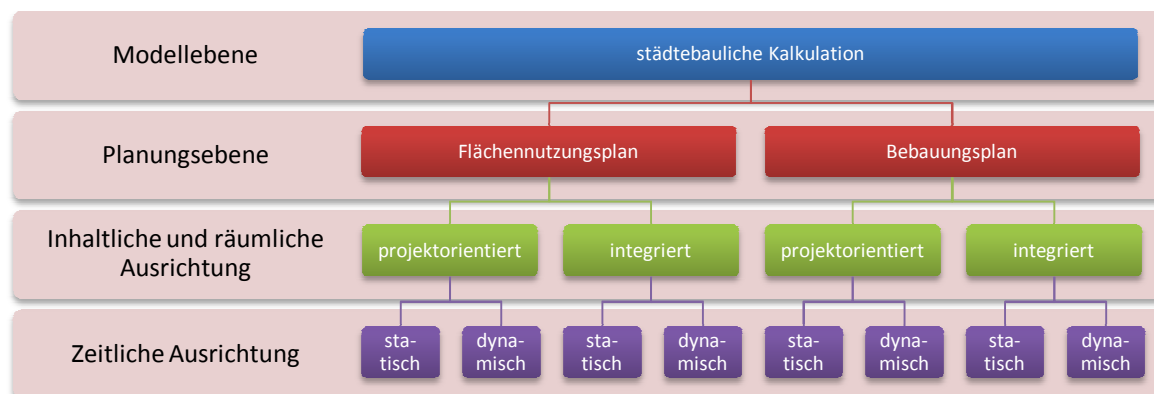 Modellebene
städtebauliche Kalkulation
Planungsebene
Flächennutzungsplan
Bebauungsplan
Inhaltliche und räumliche
Ausrichtung
projektorientiert
integriert
projektorientiert
integriert
Zeitliche Ausrichtung
sta-
tisch
dyna-
misch
sta-
tisch
dyna-
misch
sta-
tisch
dyna-
misch
sta-
tisch
dyna-
misch